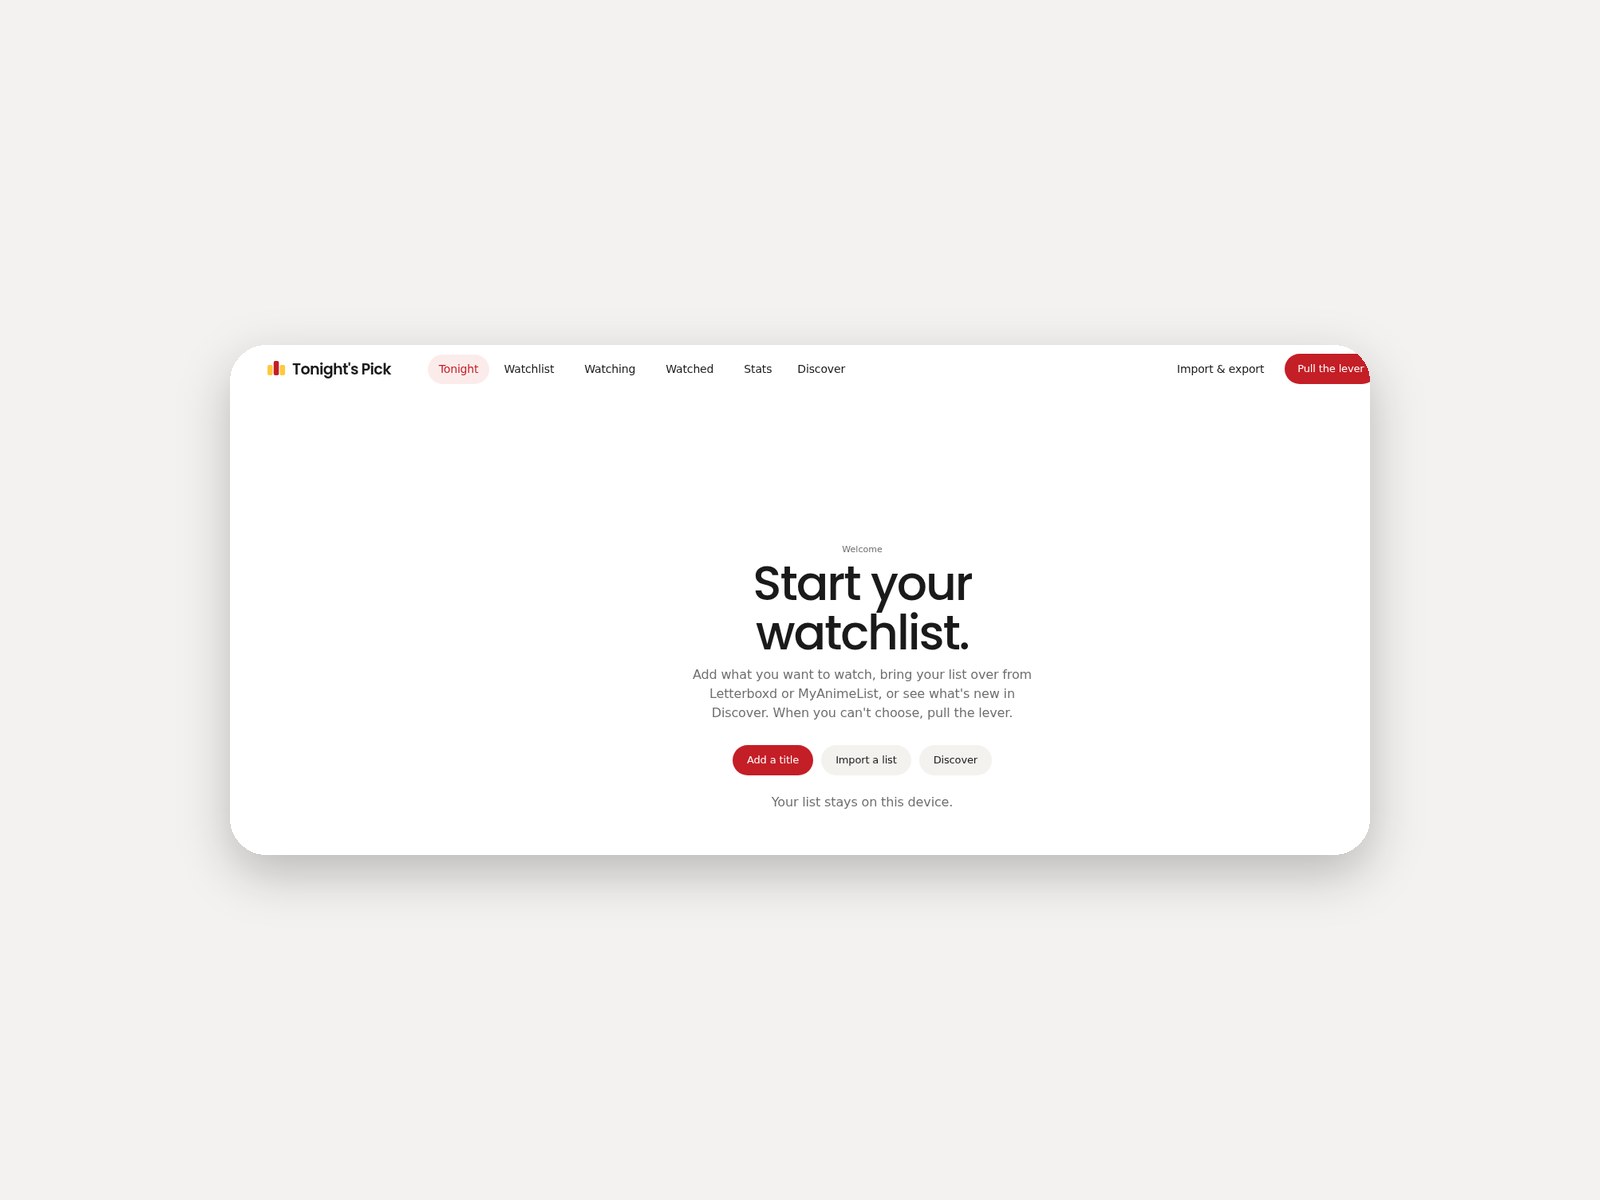 Tonight's Pick Tonight Watchlist Watching Watched Stats Discover Import & export Pull the lever
Welcome
Start your
watchlist.
Add what you want to watch, bring your list over from
Letterboxd or MyAnimeList, or see what's new in
Discover. When you can't choose, pull the lever.
Add a title Import a list Discover
Your list stays on this device.